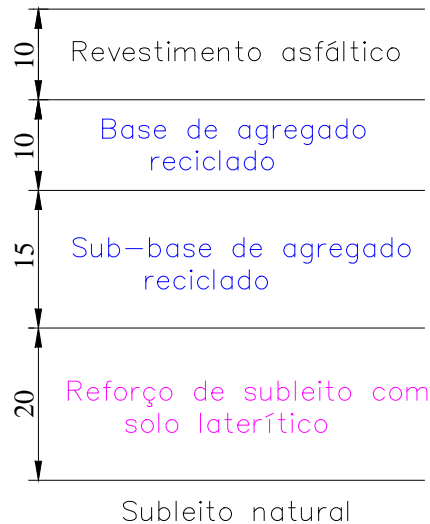 10
Revestimento asfáltico
10
Base de agregado
reciclado
15
Sub-base de agregado
reciclado
20
Reforço de subleito com
solo laterítico
Subleito natural